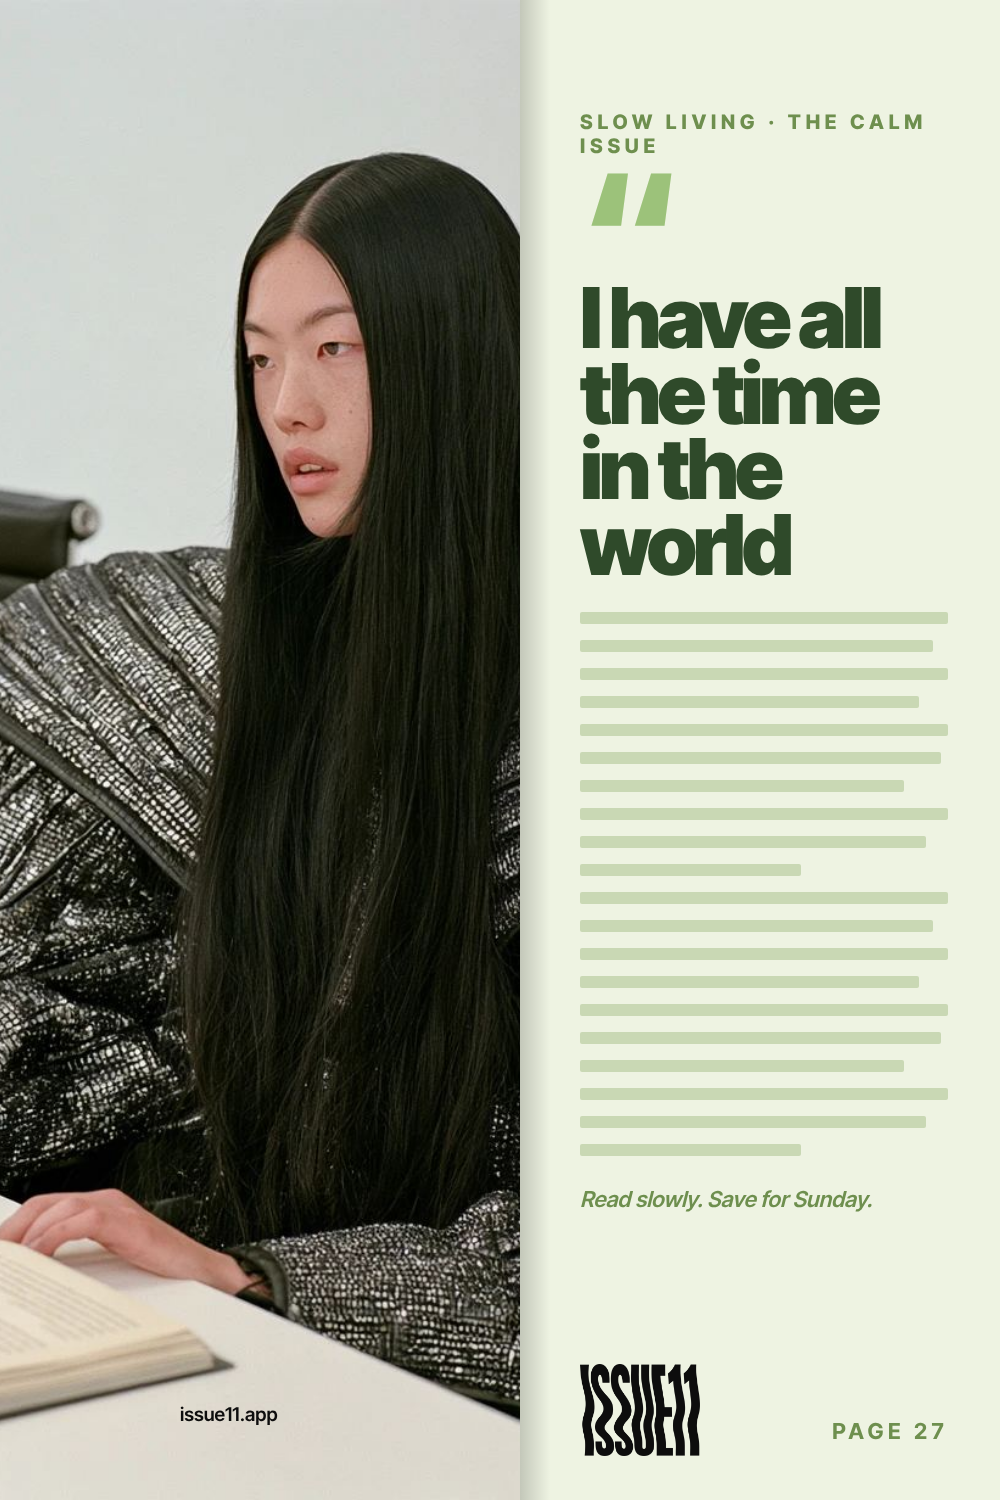 SLOW LIVING · THE CALM
ISSUE
“
I have all
the time
in the
world
Read slowly. Save for Sunday.
issue11.app
ISSUE11
PAGE 27